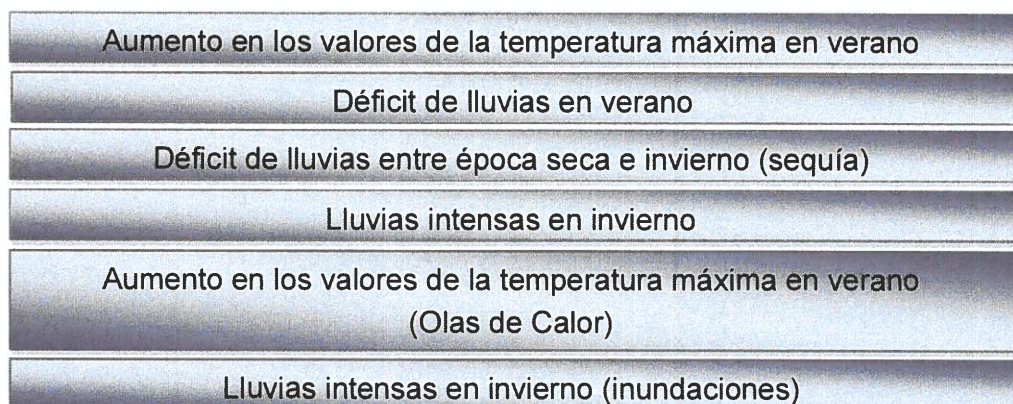 Aumento en los valores de la temperatura máxima en verano
Déficit de lluvias en verano
Déficit de lluvias entre época seca e invierno (sequía)
Lluvias intensas en invierno
Aumento en los valores de la temperatura máxima en verano
(Olas de Calor)
Lluvias intensas en invierno (inundaciones)